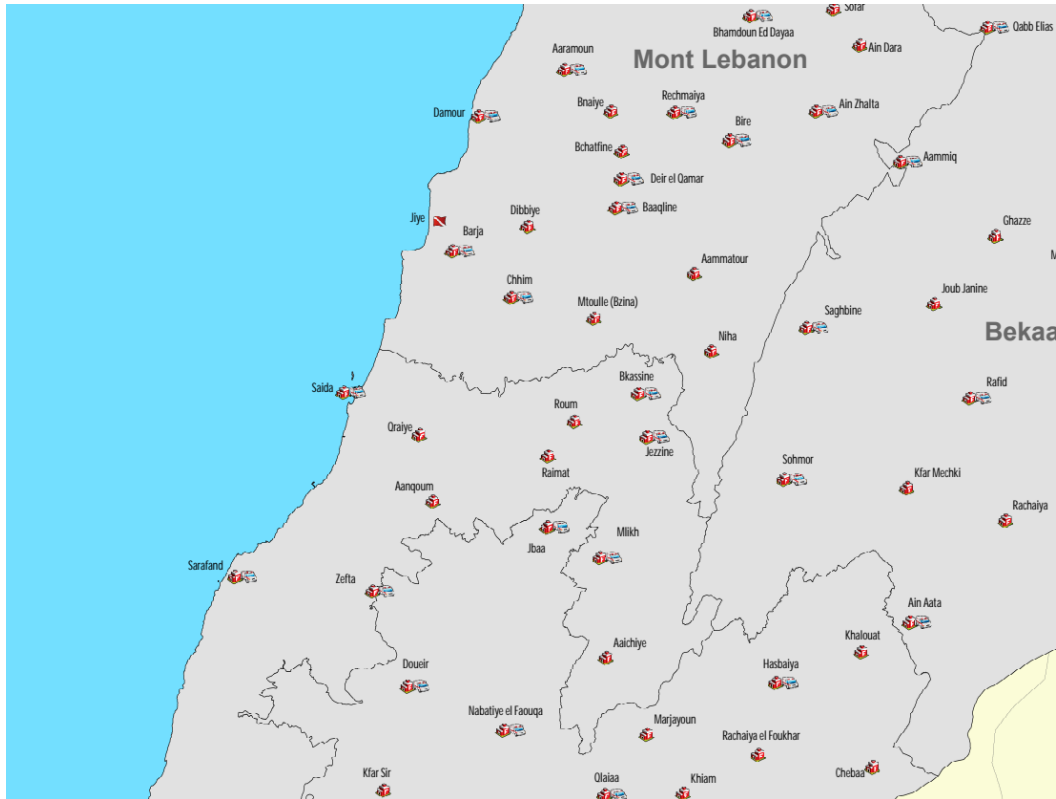 Sofar
Bhamdoun Ed Dayaa
Qabb Elias
Aaramoun
Mont Lebanon
Ain Dara
Damour
Bnaiye
Rechmaiya
Ain Zhalta
Bire
Bchatfine
Aammiq
Deir el Qamar
Baaqline
Jiye
Dibbiye
Barja
Ghazze
M
Aammatour
Chhim
Mtoulle (Bzina)
Joub Janine
Saghbine
Niha
Bekaa
Saida
Bkassine
Rafid
Roum
Qraiye
Jezzine
Raimat
Sohmor
Kfar Mechki
Aanqoum
Rachaiya
Jbaa
Mlikh
Sarafand
Zefta
Ain Aata
Aaichiye
Khalouat
Doueir
Hasbaiya
Nabatiye el Faouqa
Marjayoun
Rachaiya el Foukhar
Kfar Sir
Qlaiaa
Khiam
Chebaa